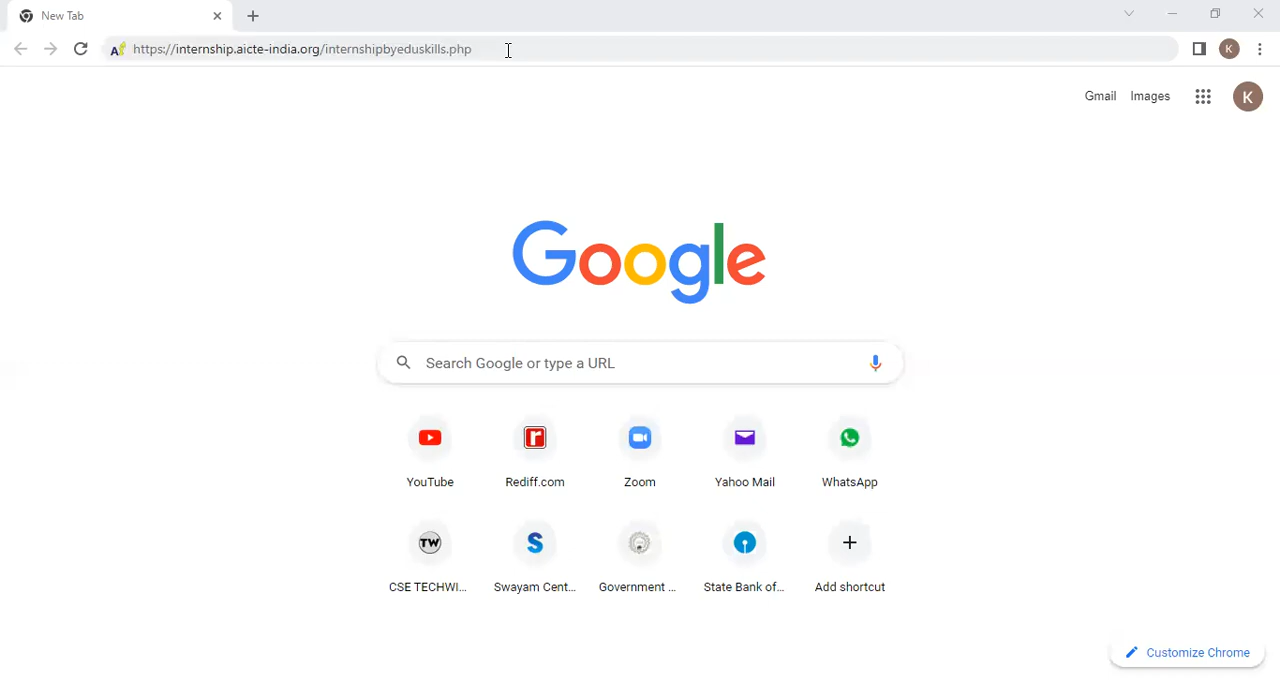 New Tab
https://internship.aicte-india.org/internshipbyeduskills.php
K
Gmail Images K
Google
Search Google or type a URL
YouTube Rediff.com Zoom Yahoo Mail WhatsApp
TW
CSE TECHWI... Swayam Cent... Government ... State Bank of... Add shortcut
Customize Chrome